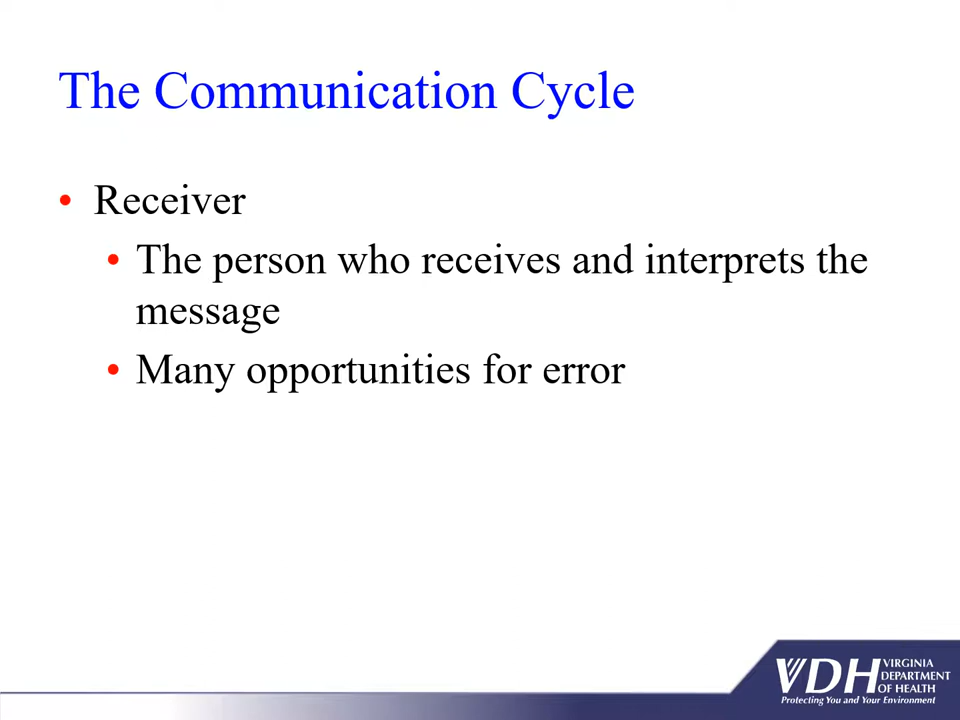 The Communication Cycle
• Receiver
• The person who receives and interprets the
message
• Many opportunities for error
VDH VIRGINIA
DEPARTMENT
OF HEALTH
Protecting You and Your Environment